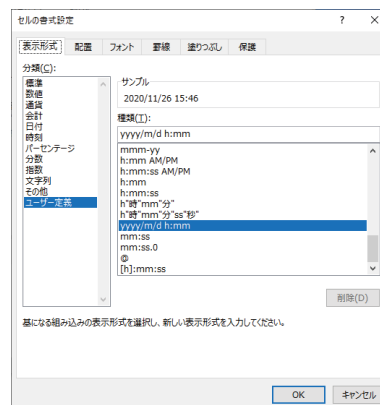 セルの書式設定
? ×
表示形式 配置 フォント 罫線 塗りつぶし 保護
分類(C):
標準
数値
通貨
会計
日付
時刻
パーセンテージ
分数
指数
文字列
その他
ユーザー定義
サンプル
2020/11/26 15:46
種類(T):
yyyy/m/d h:mm
mmm-yy
h:mm AM/PM
h:mm:ss AM/PM
h:mm
h:mm:ss
h"時"mm"分"
h"時"mm"分"ss"秒"
yyyy/m/d h:mm
mm:ss
mm:ss.0
@
[h]:mm:ss
削除(D)
基になる組み込みの表示形式を選択し、新しい表示形式を入力してください。
OK キャンセル